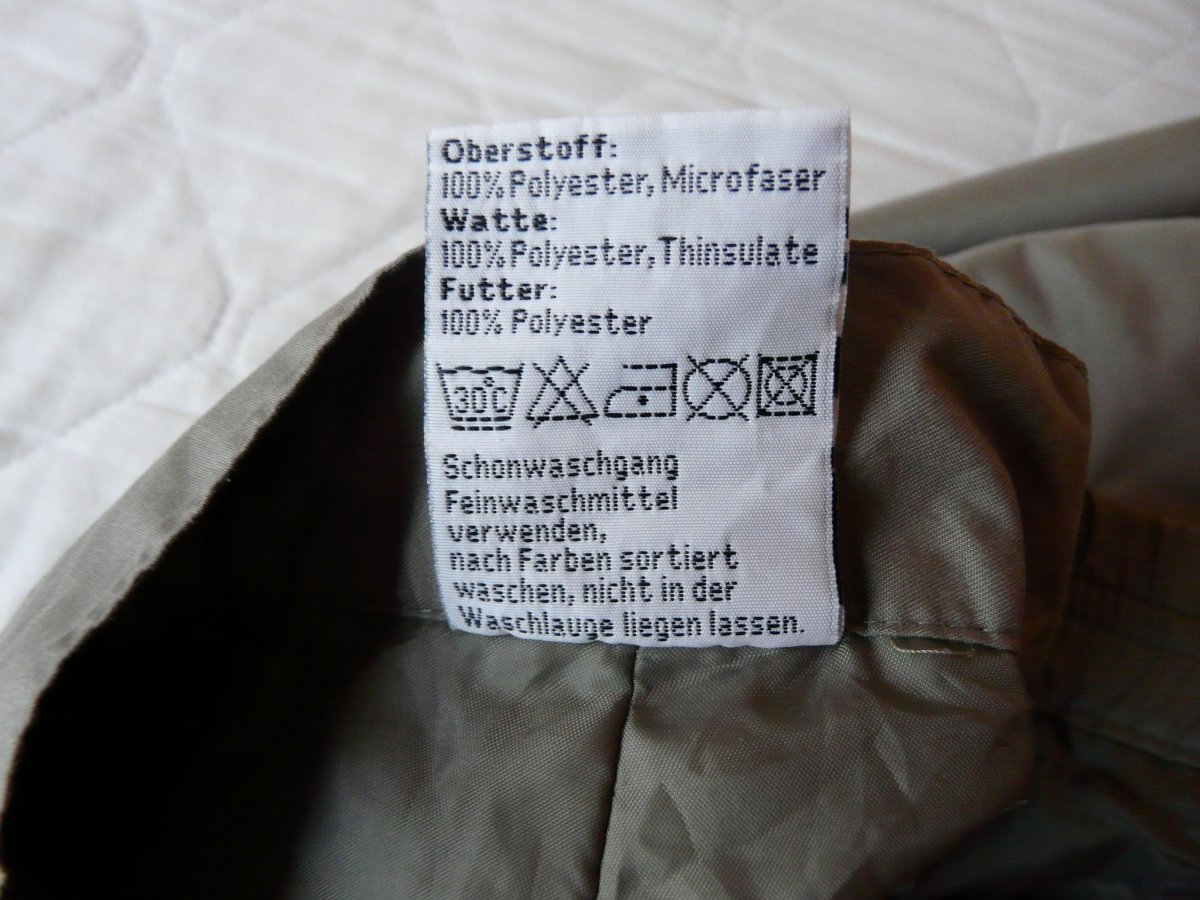 Oberstoff:
100% Polyester, Microfaser
Watte:
100% Polyester, Thinsulate
Futter:
100% Polyester
30°C
Schonwaschgang
Feinwaschmittel
verwenden,
nach Farben sortiert
waschen, nicht in der
Waschlauge liegen lassen.